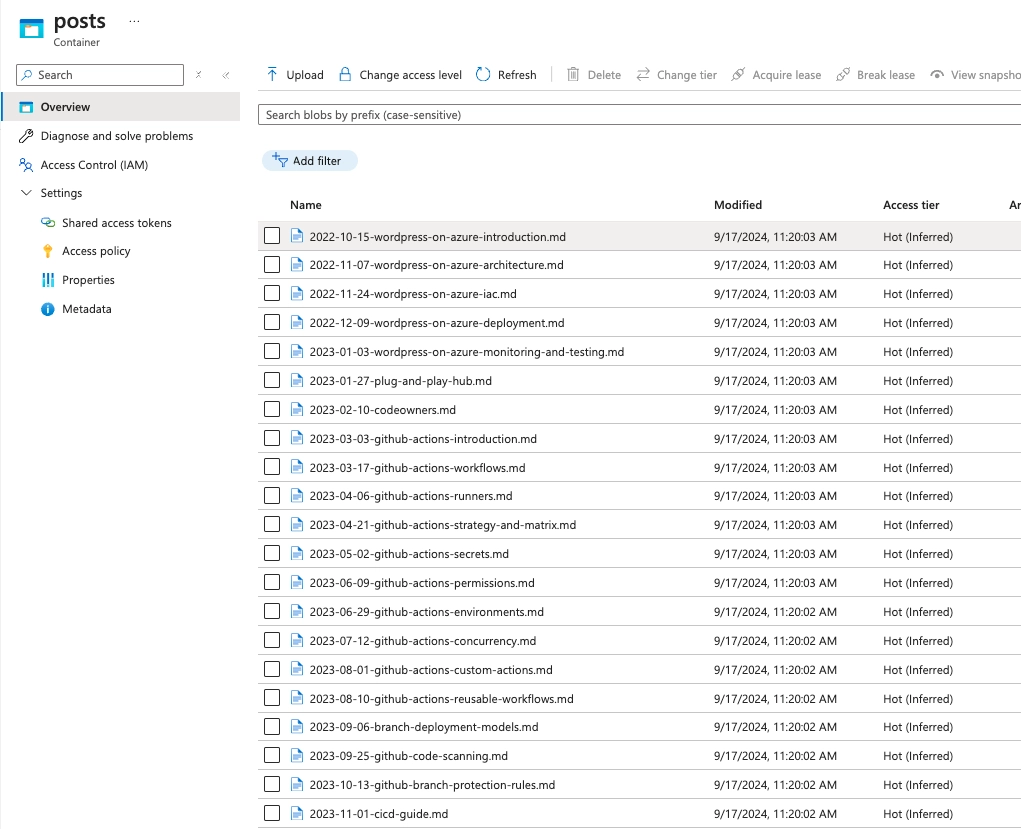 posts ...
Container
Search
Upload Change access level Refresh Delete Change tier Acquire lease Break lease View snapsho
Overview
Diagnose and solve problems
Access Control (IAM)
Settings
Shared access tokens
Access policy
Properties
Metadata
Search blobs by prefix (case-sensitive)
Add filter
Name Modified Access tier Ar
2022-10-15-wordpress-on-azure-introduction.md 9/17/2024, 11:20:03 AM Hot (Inferred)
2022-11-07-wordpress-on-azure-architecture.md 9/17/2024, 11:20:03 AM Hot (Inferred)
2022-11-24-wordpress-on-azure-iac.md 9/17/2024, 11:20:03 AM Hot (Inferred)
2022-12-09-wordpress-on-azure-deployment.md 9/17/2024, 11:20:03 AM Hot (Inferred)
2023-01-03-wordpress-on-azure-monitoring-and-testing.md 9/17/2024, 11:20:03 AM Hot (Inferred)
2023-01-27-plug-and-play-hub.md 9/17/2024, 11:20:03 AM Hot (Inferred)
2023-02-10-codeowners.md 9/17/2024, 11:20:03 AM Hot (Inferred)
2023-03-03-github-actions-introduction.md 9/17/2024, 11:20:03 AM Hot (Inferred)
2023-03-17-github-actions-workflows.md 9/17/2024, 11:20:03 AM Hot (Inferred)
2023-04-06-github-actions-runners.md 9/17/2024, 11:20:03 AM Hot (Inferred)
2023-04-21-github-actions-strategy-and-matrix.md 9/17/2024, 11:20:03 AM Hot (Inferred)
2023-05-02-github-actions-secrets.md 9/17/2024, 11:20:03 AM Hot (Inferred)
2023-06-09-github-actions-permissions.md 9/17/2024, 11:20:03 AM Hot (Inferred)
2023-06-29-github-actions-environments.md 9/17/2024, 11:20:02 AM Hot (Inferred)
2023-07-12-github-actions-concurrency.md 9/17/2024, 11:20:02 AM Hot (Inferred)
2023-08-01-github-actions-custom-actions.md 9/17/2024, 11:20:02 AM Hot (Inferred)
2023-08-10-github-actions-reusable-workflows.md 9/17/2024, 11:20:02 AM Hot (Inferred)
2023-09-06-branch-deployment-models.md 9/17/2024, 11:20:02 AM Hot (Inferred)
2023-09-25-github-code-scanning.md 9/17/2024, 11:20:02 AM Hot (Inferred)
2023-10-13-github-branch-protection-rules.md 9/17/2024, 11:20:02 AM Hot (Inferred)
2023-11-01-cicd-guide.md 9/17/2024, 11:20:02 AM Hot (Inferred)